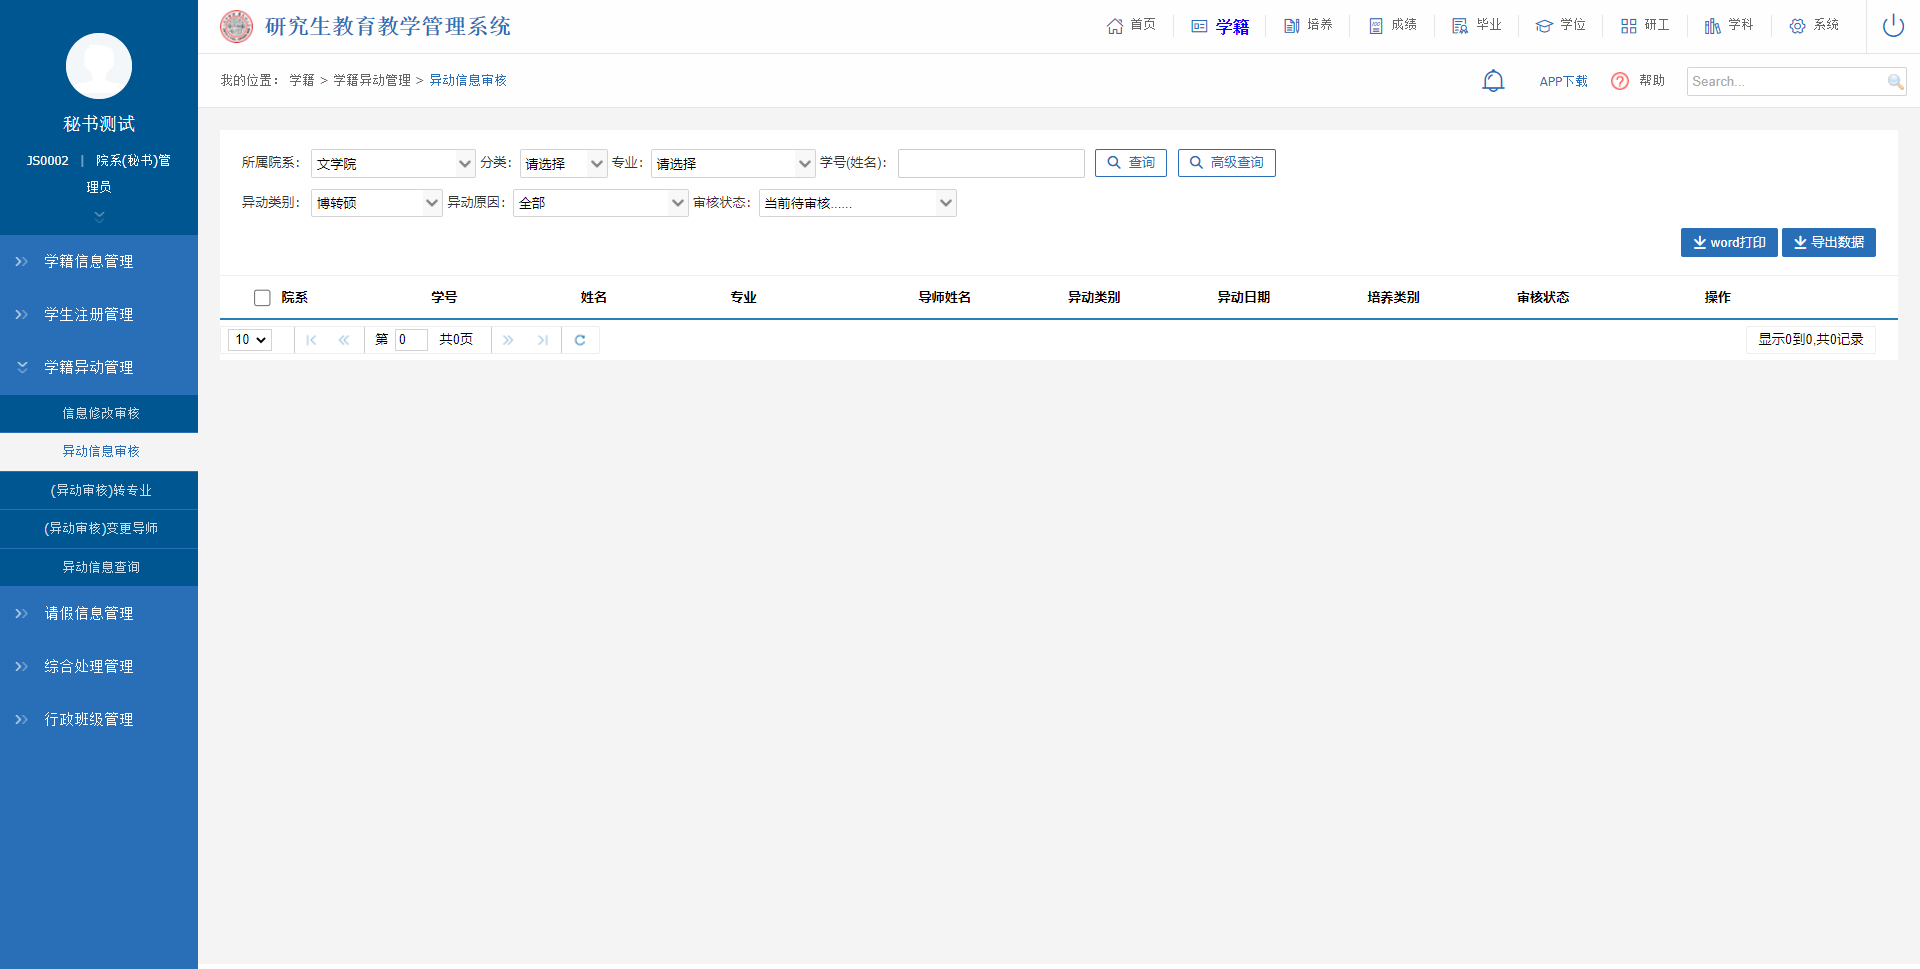 研究生教育教学管理系统
首页 学籍 培养 成绩 毕业 学位 研工 学科 系统
秘书测试
JS0002 | 院系(秘书)管
理员
我的位置： 学籍 > 学籍异动管理 > 异动信息审核
APP下载 帮助 Search...
学籍信息管理
学生注册管理
学籍异动管理
信息修改审核
异动信息审核
(异动审核)转专业
(异动审核)变更导师
异动信息查询
请假信息管理
综合处理管理
行政班级管理
所属院系： 文学院 分类： 请选择 专业： 请选择 学号(姓名)： 查询 高级查询
异动类别： 博转硕 异动原因： 全部 审核状态： 当前待审核......
word打印 导出数据
院系 学号 姓名 专业 导师姓名 异动类别 异动日期 培养类别 审核状态 操作
10 第 0 共0页 显示0到0,共0记录